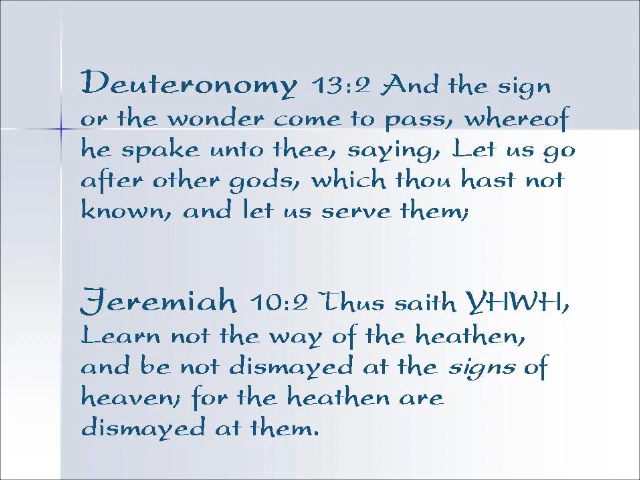 Deuteronomy 13:2 And the sign
or the wonder come to pass, whereof
he spake unto thee, saying, Let us go
after other gods, which thou hast not
known, and let us serve them;
Jeremiah 10:2 Thus saith YHWH,
Learn not the way of the heathen,
and be not dismayed at the signs of
heaven; for the heathen are
dismayed at them.